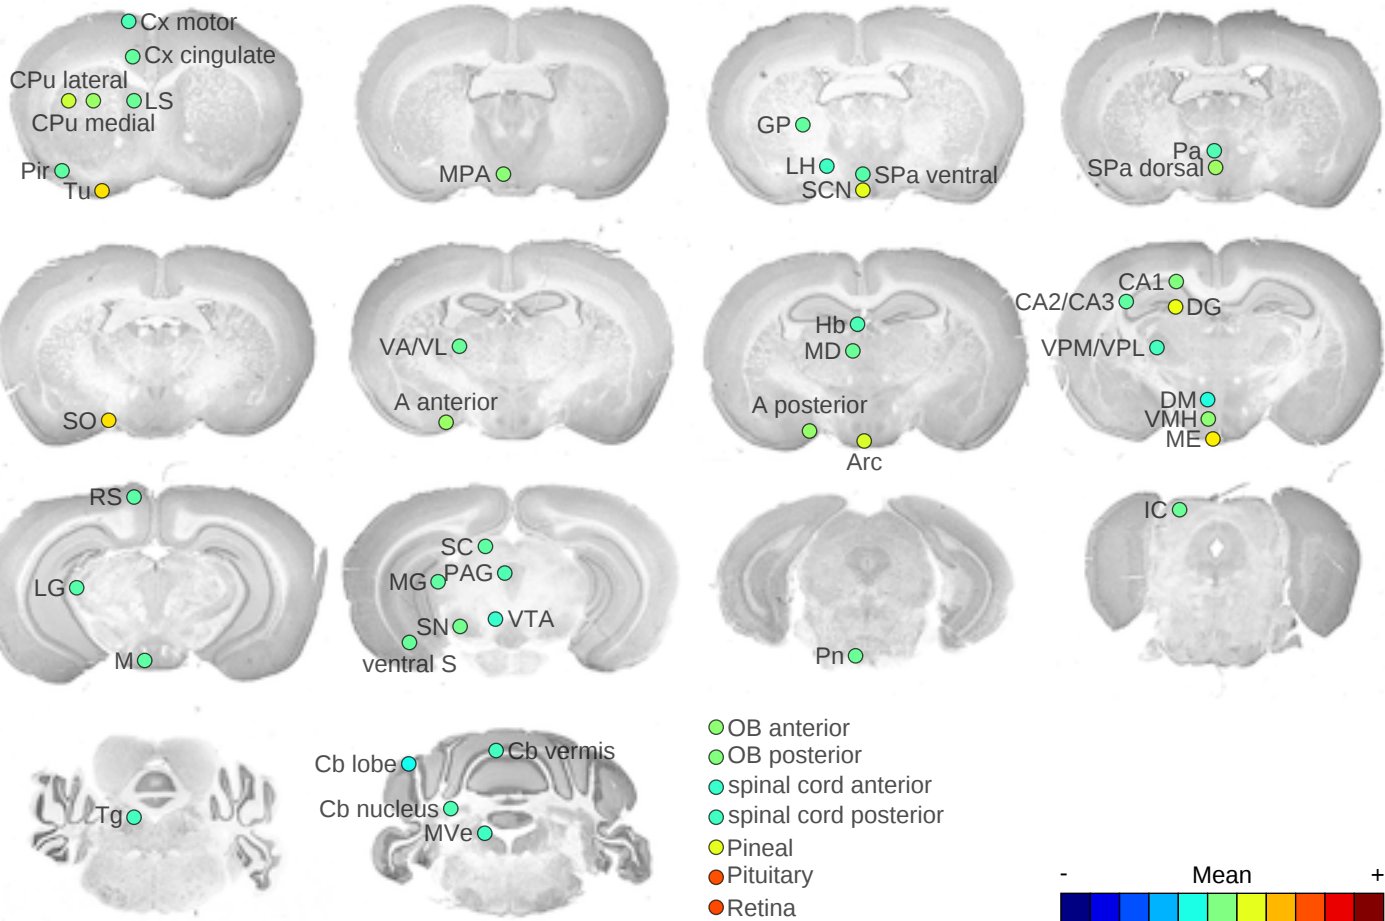 Cx motor
Cx cingulate
CPu lateral
LS
CPu medial
Pir
Tu
MPA
GP
LH
SPa ventral
SCN
Pa
SPa dorsal
SO
VA/VL
A anterior
Hb
MD
A posterior
Arc
CA1
CA2/CA3
DG
VPM/VPL
DM
VMH
ME
RS
LG
M
SC
MG
PAG
SN
VTA
ventral S
Pn
IC
Tg
Cb lobe
Cb vermis
Cb nucleus
MVe
OB anterior
OB posterior
spinal cord anterior
spinal cord posterior
Pineal
Pituitary
Retina
- Mean +